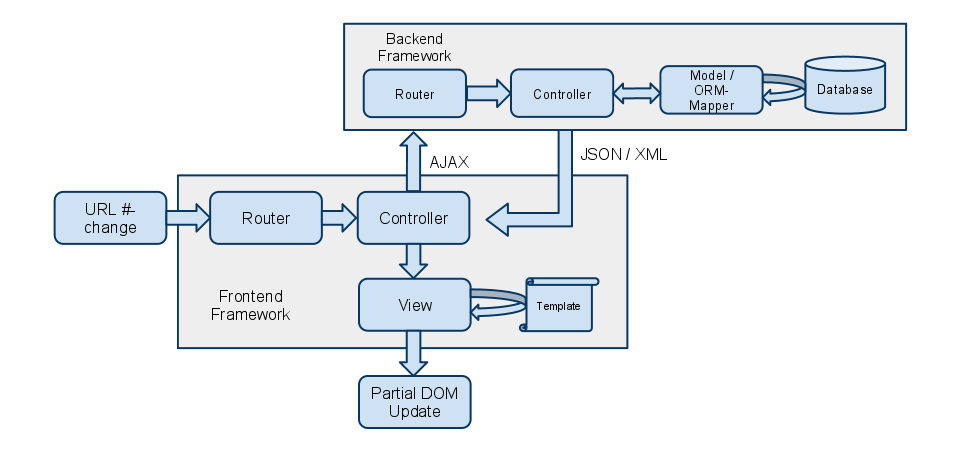 Backend
Framework
Router
Controller
Model /
ORM-
Mapper
Database
AJAX
JSON / XML
URL #-
change
Router
Controller
Frontend
Framework
View
Template
Partial DOM
Update